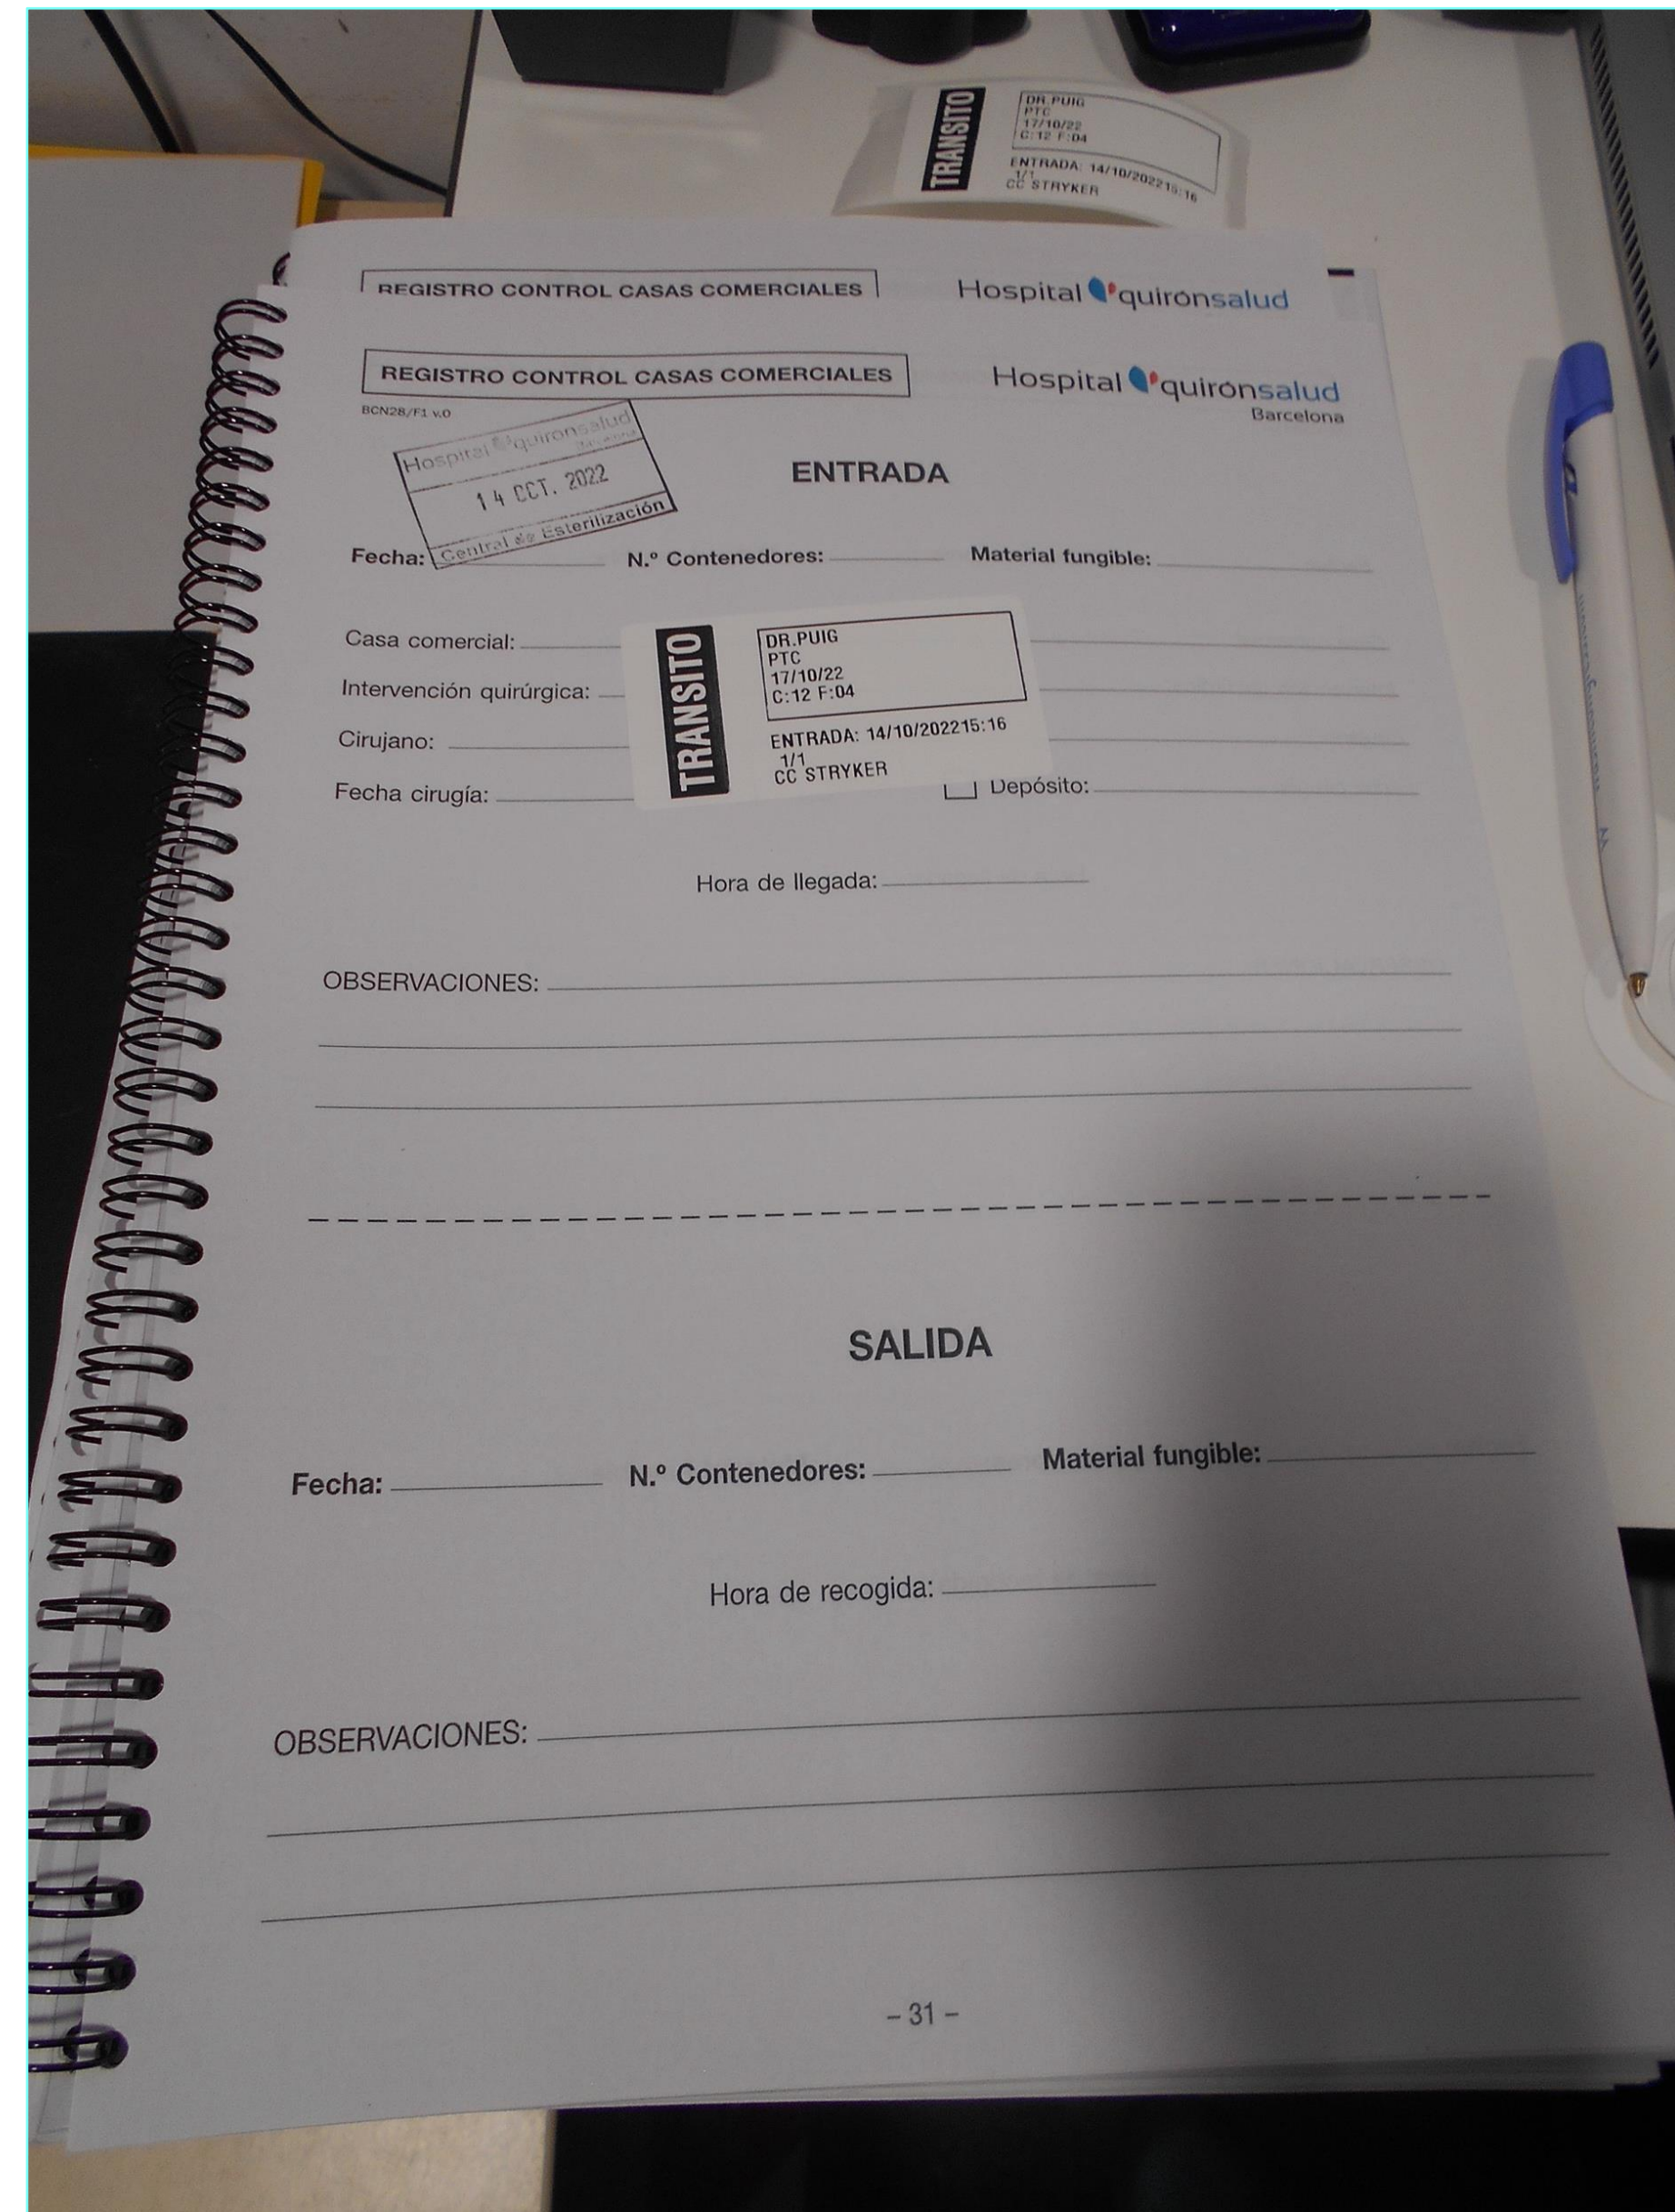 TRANSITO
DR.PUIG
PTC
17/10/22
C:12 F:04
ENTRADA: 14/10/202215:16
1/1
CC STRYKER
REGISTRO CONTROL CASAS COMERCIALES
Hospital quirónsalud
REGISTRO CONTROL CASAS COMERCIALES
Hospital quirónsalud
Barcelona
BCN28/F1 v.0
Hospital quironsalud
14 OCT. 2022
Central de Esterilización
ENTRADA
Fecha: N.º Contenedores: Material fungible:
Casa comercial:
Intervención quirúrgica:
Cirujano:
Fecha cirugía:
TRANSITO
DR.PUIG
PTC
17/10/22
C:12 F:04
ENTRADA: 14/10/202215:16
1/1
CC STRYKER
Depósito:
Hora de llegada:
OBSERVACIONES:
SALIDA
Fecha: N.º Contenedores: Material fungible:
Hora de recogida:
OBSERVACIONES:
– 31 –